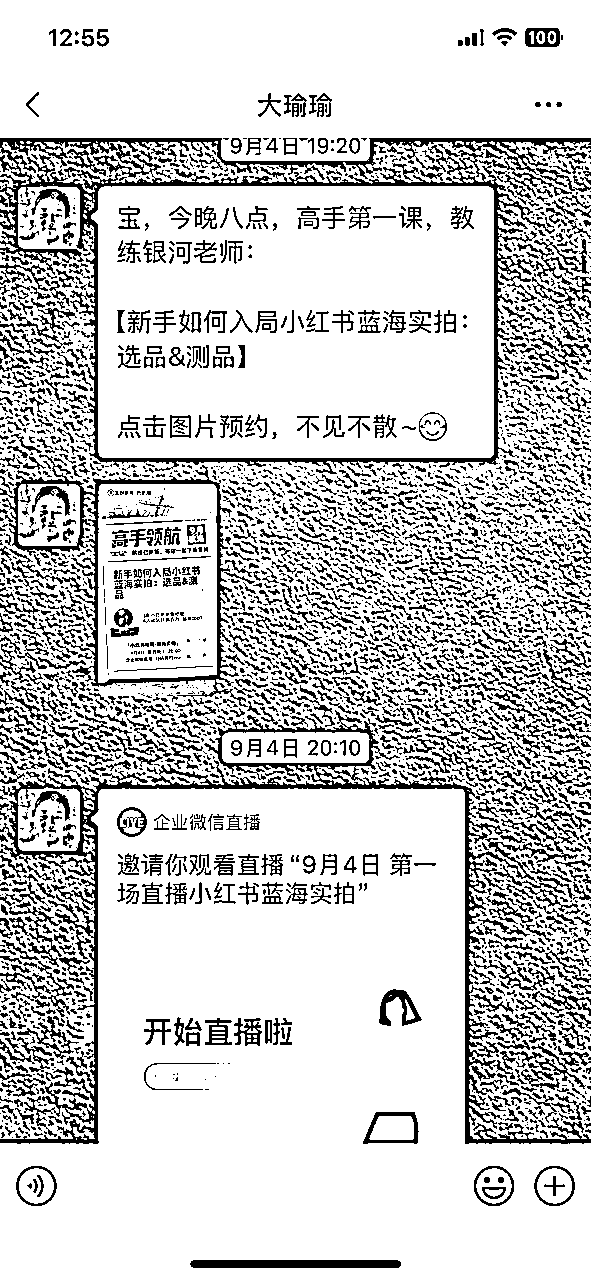 12:55
100
大瑜瑜
9月4日 19:20
宝，今晚八点，高手第一课，教
练银河老师：
【新手如何入局小红书蓝海实拍：
选品&测品】
点击图片预约，不见不散~
高手领航
新手如何入局小红书
蓝海实拍：选品&测
品
9月4日 20:10
LIVE 企业微信直播
邀请你观看直播“9月4日 第一
场直播小红书蓝海实拍”
开始直播啦